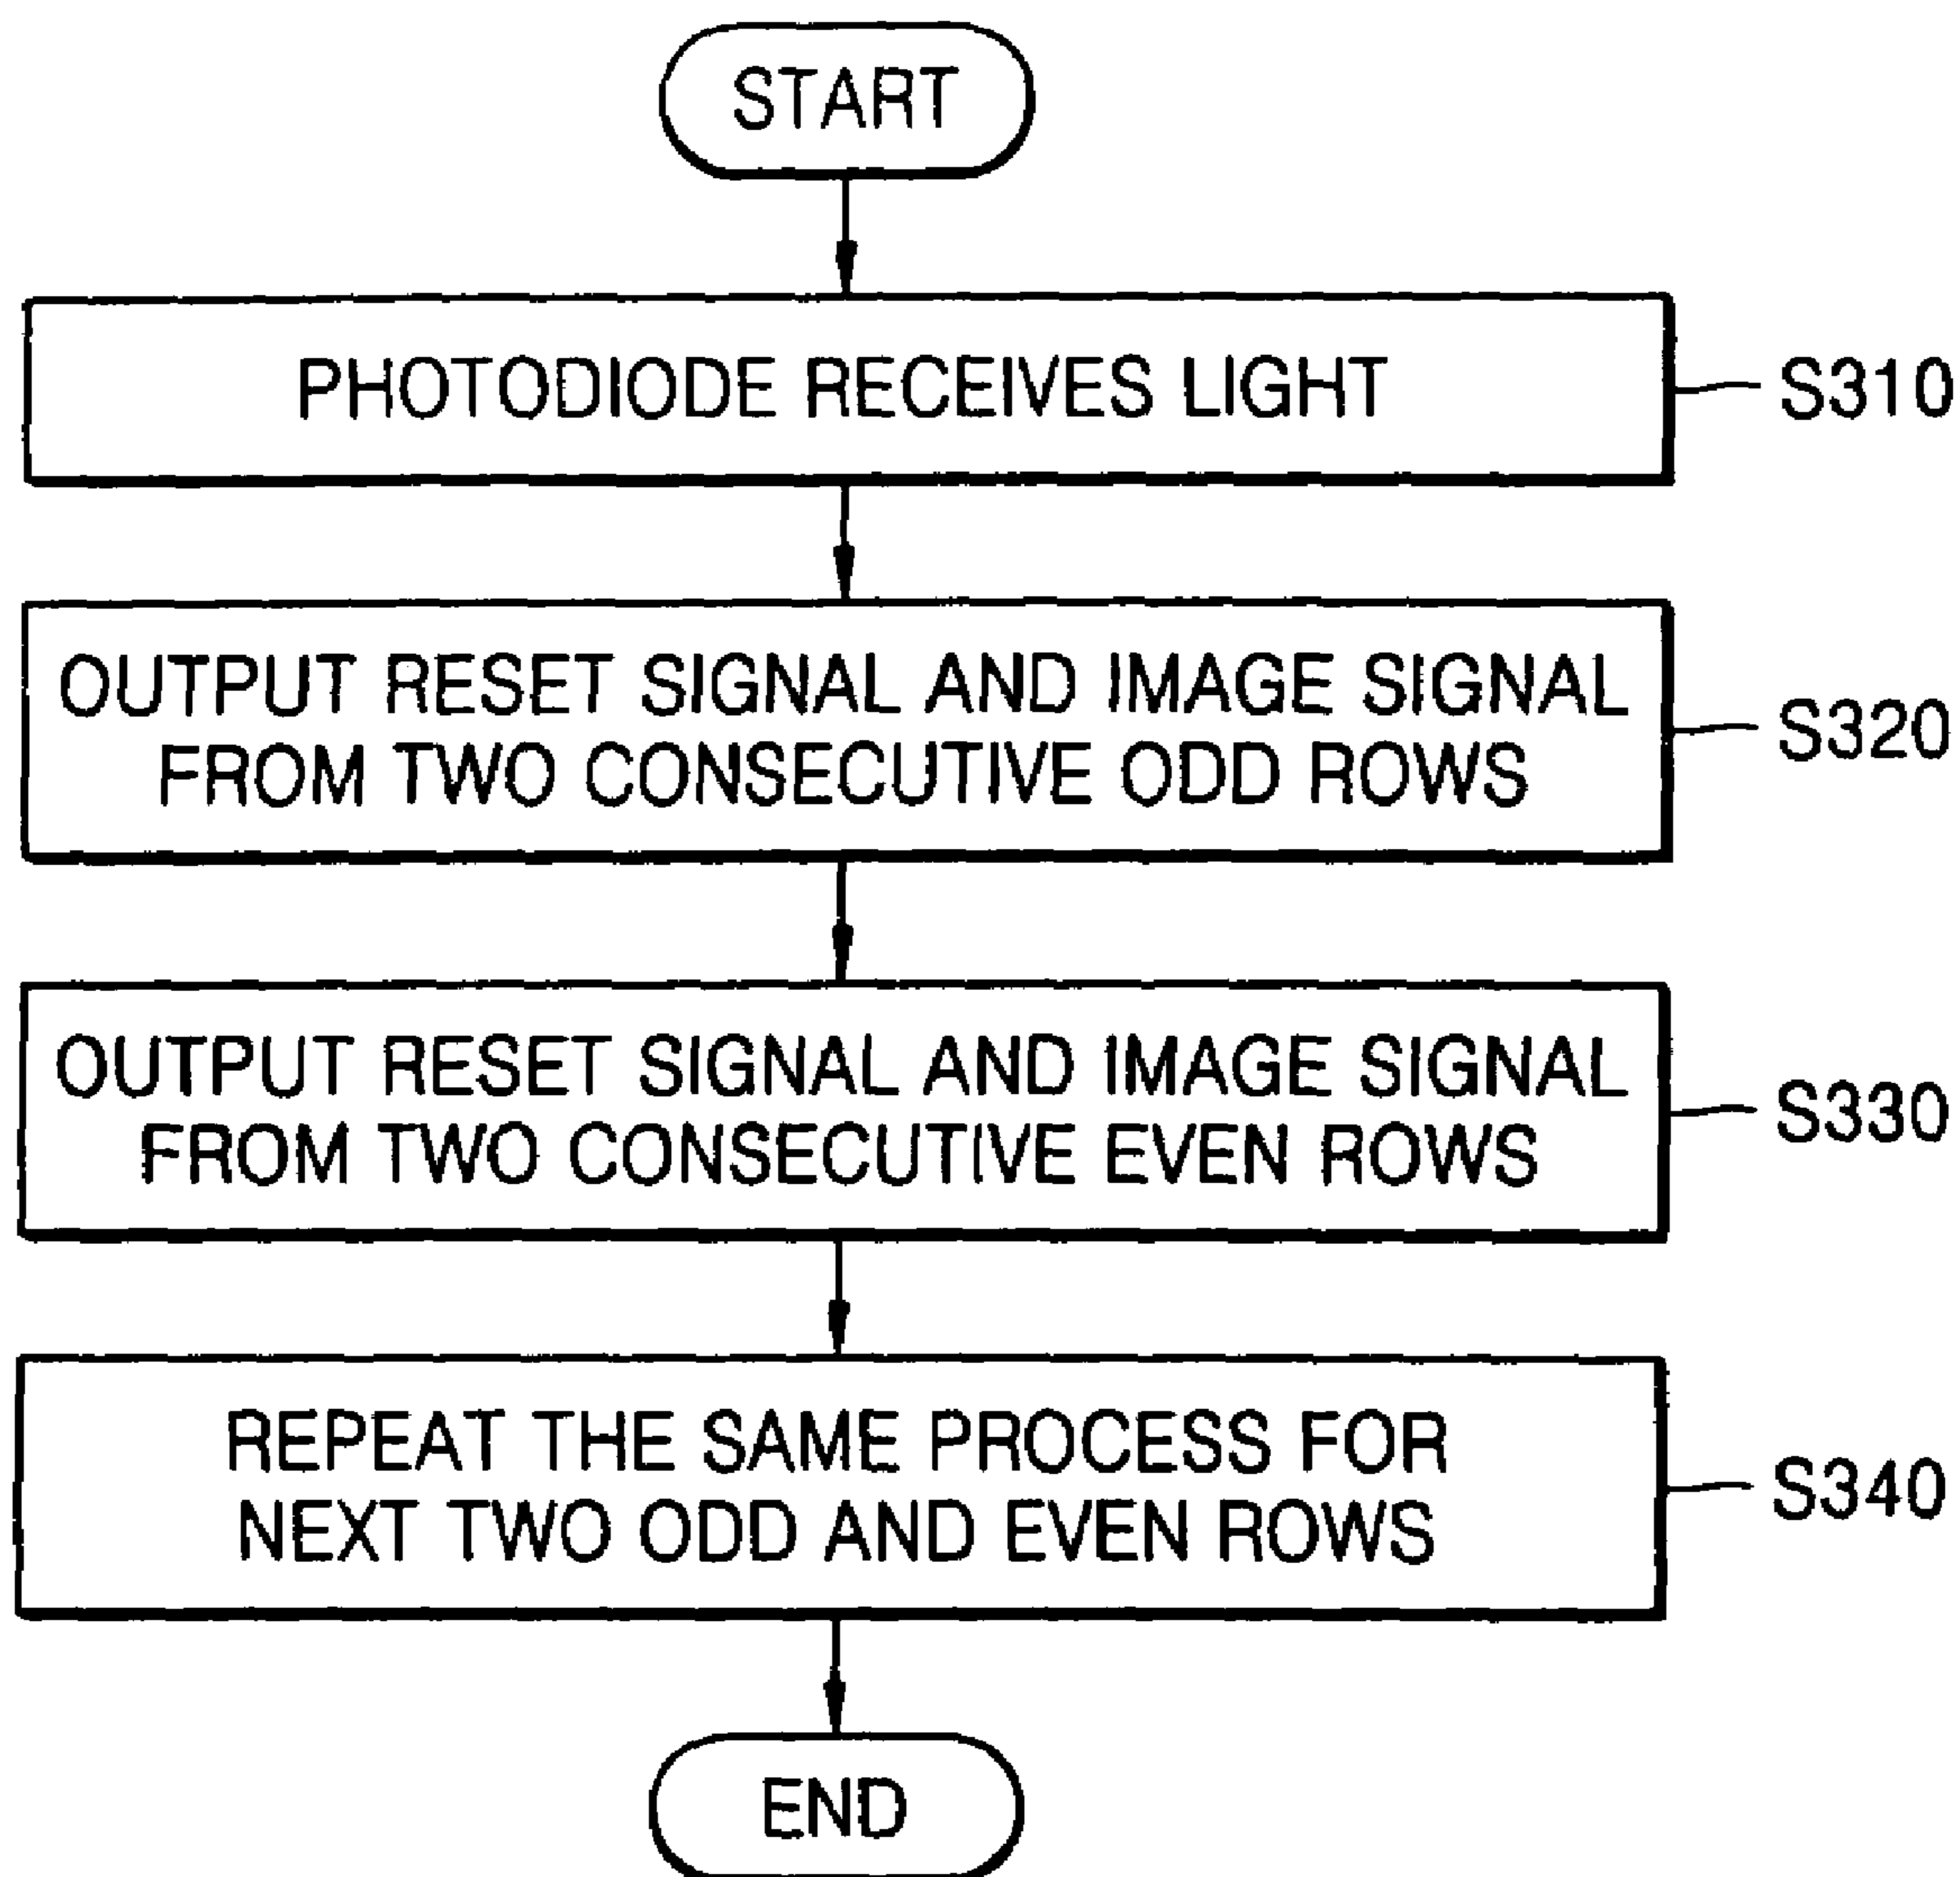 START
PHOTODIODE RECEIVES LIGHT
S310
OUTPUT RESET SIGNAL AND IMAGE SIGNAL
FROM TWO CONSECUTIVE ODD ROWS
S320
OUTPUT RESET SIGNAL AND IMAGE SIGNAL
FROM TWO CONSECUTIVE EVEN ROWS
S330
REPEAT THE SAME PROCESS FOR
NEXT TWO ODD AND EVEN ROWS
S340
END